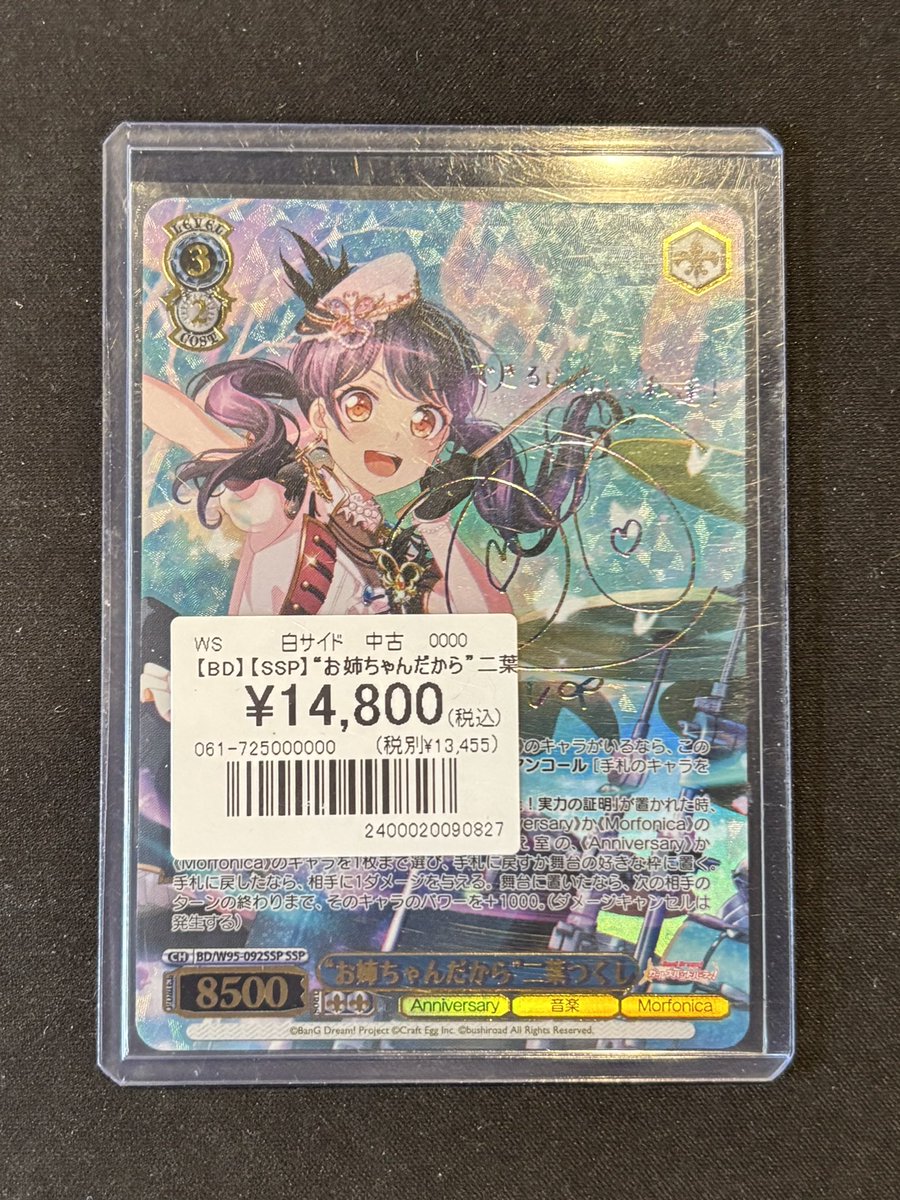 LEVEL
3
2
COST
WS 白サイド 中古 0000
【BD】【SSP】“お姉ちゃんだから”二葉
¥14,800(税込)
061-725000000 (税別¥13,455)
2400020090827
のキャラがいるなら、この
アンコール [手札のキャラを
！実力の証明」が置かれた時、
versary》か《Morfonica》の
室の、《Anniversary》か
《Morfonica》のキャラを1枚まで選び、手札に戻すか舞台の好きな枠に置く。
手札に戻したなら、相手に1ダメージを与える。舞台に置いたなら、次の相手の
ターンの終わりまで、そのキャラのパワーを＋1000。(ダメージキャンセルは
発生する)
CH BD/W95-092SSP SSP
“お姉ちゃんだから”二葉つくし
8500
Anniversary 音楽 Morfonica
©BanG Dream! Project ©Craft Egg Inc. ©bushiroad All Rights Reserved.